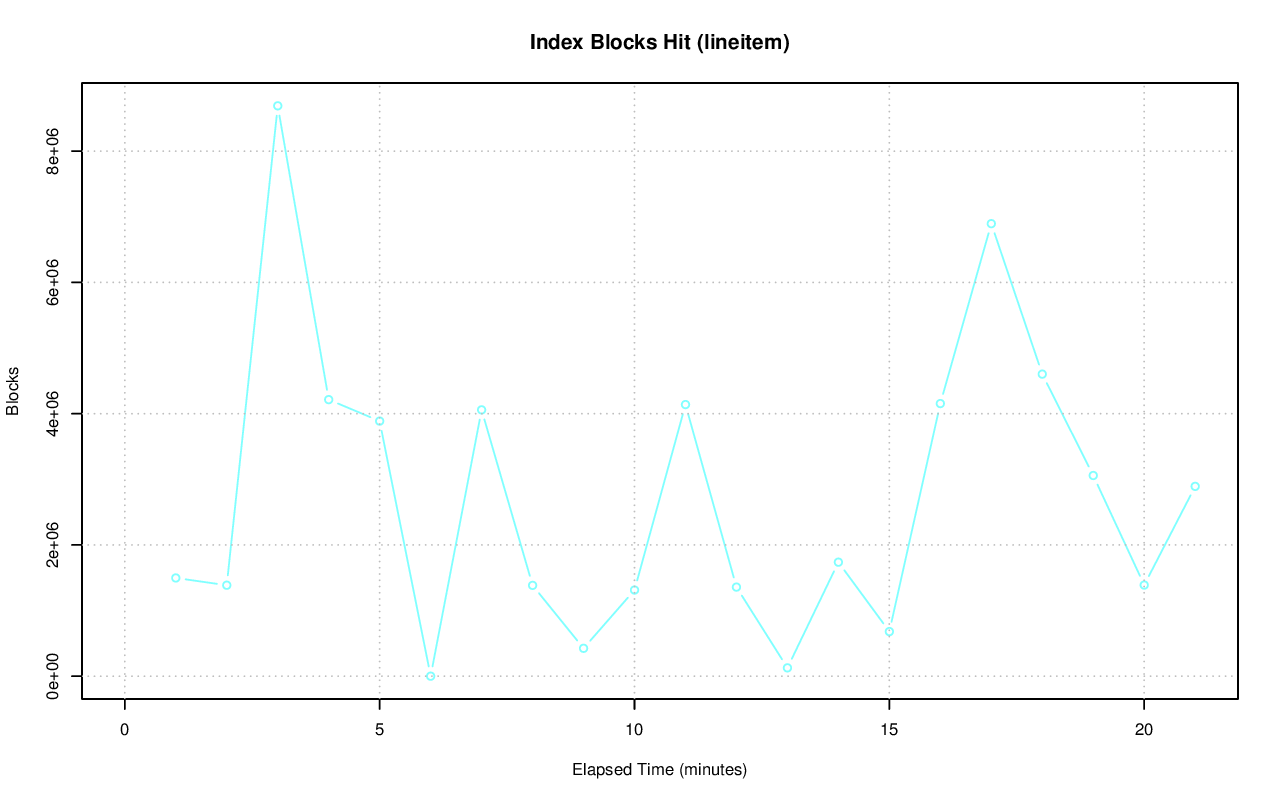 Index Blocks Hit (lineitem)
Blocks
8e+06
6e+06
4e+06
2e+06
0e+00
0 5 10 15 20
Elapsed Time (minutes)